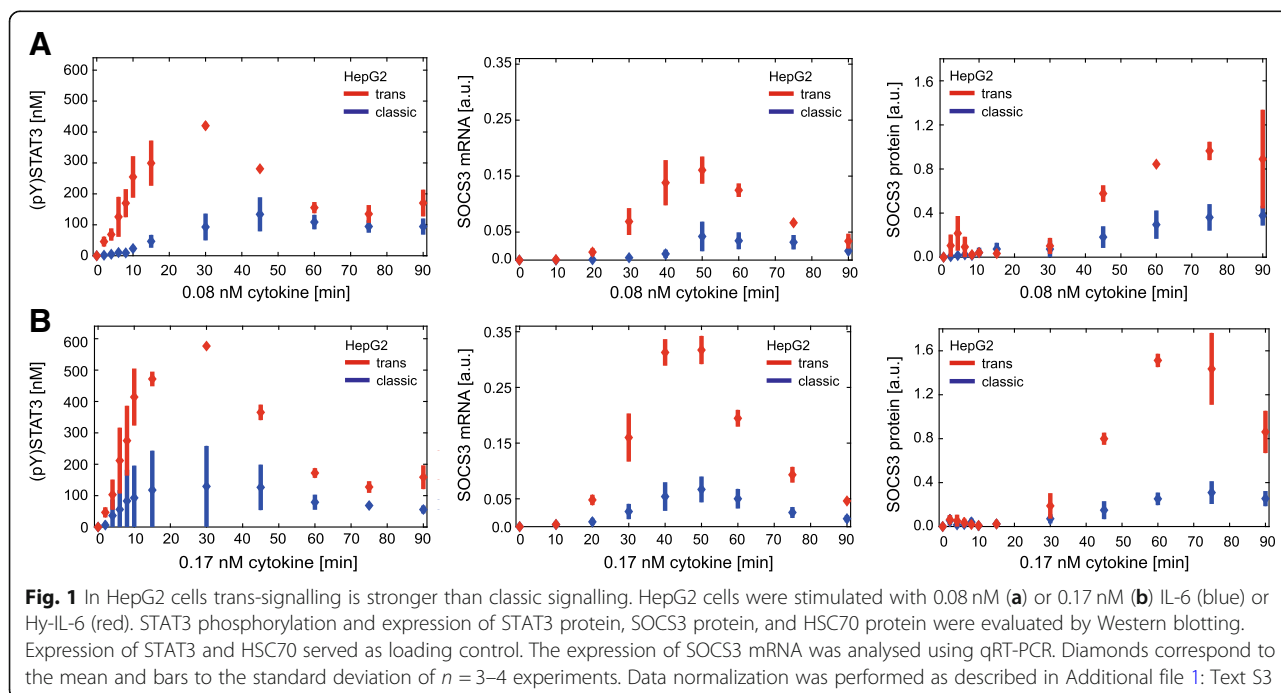 A
600
500
400
300
200
100
0
(pY)STAT3 [nM]
HepG2
trans
classic
0 10 20 30 40 50 60 70 80 90
0.08 nM cytokine [min]
0.35
0.25
0.15
0.05
0.0
SOCS3 mRNA [a.u.]
HepG2
trans
classic
0 10 20 30 40 50 60 70 80 90
0.08 nM cytokine [min]
1.6
1.2
0.8
0.4
0.0
SOCS3 protein [a.u.]
HepG2
trans
classic
0 10 20 30 40 50 60 70 80 90
0.08 nM cytokine [min]
B
600
500
400
300
200
100
0
(pY)STAT3 [nM]
HepG2
trans
classic
0 10 20 30 40 50 60 70 80 90
0.17 nM cytokine [min]
0.35
0.25
0.15
0.05
0.0
SOCS3 mRNA [a.u.]
HepG2
trans
classic
0 10 20 30 40 50 60 70 80 90
0.17 nM cytokine [min]
1.6
1.2
0.8
0.4
0.0
SOCS3 protein [a.u.]
HepG2
trans
classic
0 10 20 30 40 50 60 70 80 90
0.17 nM cytokine [min]
Fig. 1 In HepG2 cells trans-signalling is stronger than classic signalling. HepG2 cells were stimulated with 0.08 nM (a) or 0.17 nM (b) IL-6 (blue) or
Hy-IL-6 (red). STAT3 phosphorylation and expression of STAT3 protein, SOCS3 protein, and HSC70 protein were evaluated by Western blotting.
Expression of STAT3 and HSC70 served as loading control. The expression of SOCS3 mRNA was analysed using qRT-PCR. Diamonds correspond to
the mean and bars to the standard deviation of n = 3–4 experiments. Data normalization was performed as described in Additional file 1: Text S3